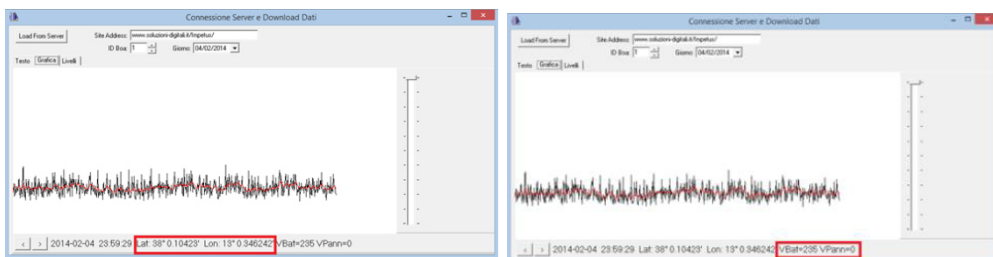 Connessione Server e Download Dati
Load From Server
Site Address: www.soluzioni-digitali.it/Impetus/
ID Boa: 1 Giorno: 04/02/2014
Testo Grafica Livelli
< > 2014-02-04 23:59:29 Lat: 38° 0.10423' Lon: 13° 0.346242' VBat=235 VPann=0
Connessione Server e Download Dati
Load From Server
Site Address: www.soluzioni-digitali.it/Impetus/
ID Boa: 1 Giorno: 04/02/2014
Testo Grafica Livelli
< > 2014-02-04 23:59:29 Lat: 38° 0.10423' Lon: 13° 0.346242' VBat=235 VPann=0